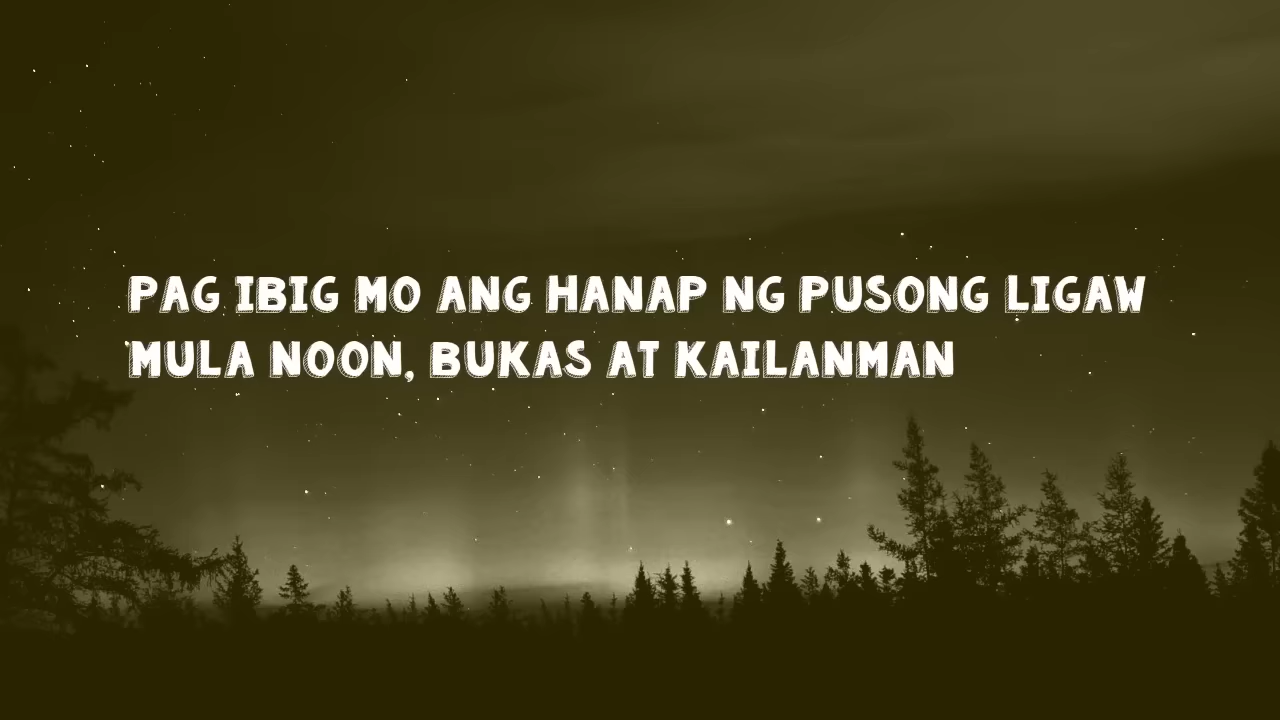 PAG IBIG MO ANG HANAP NG PUSONG LIGAW
MULA NOON, BUKAS AT KAILANMAN